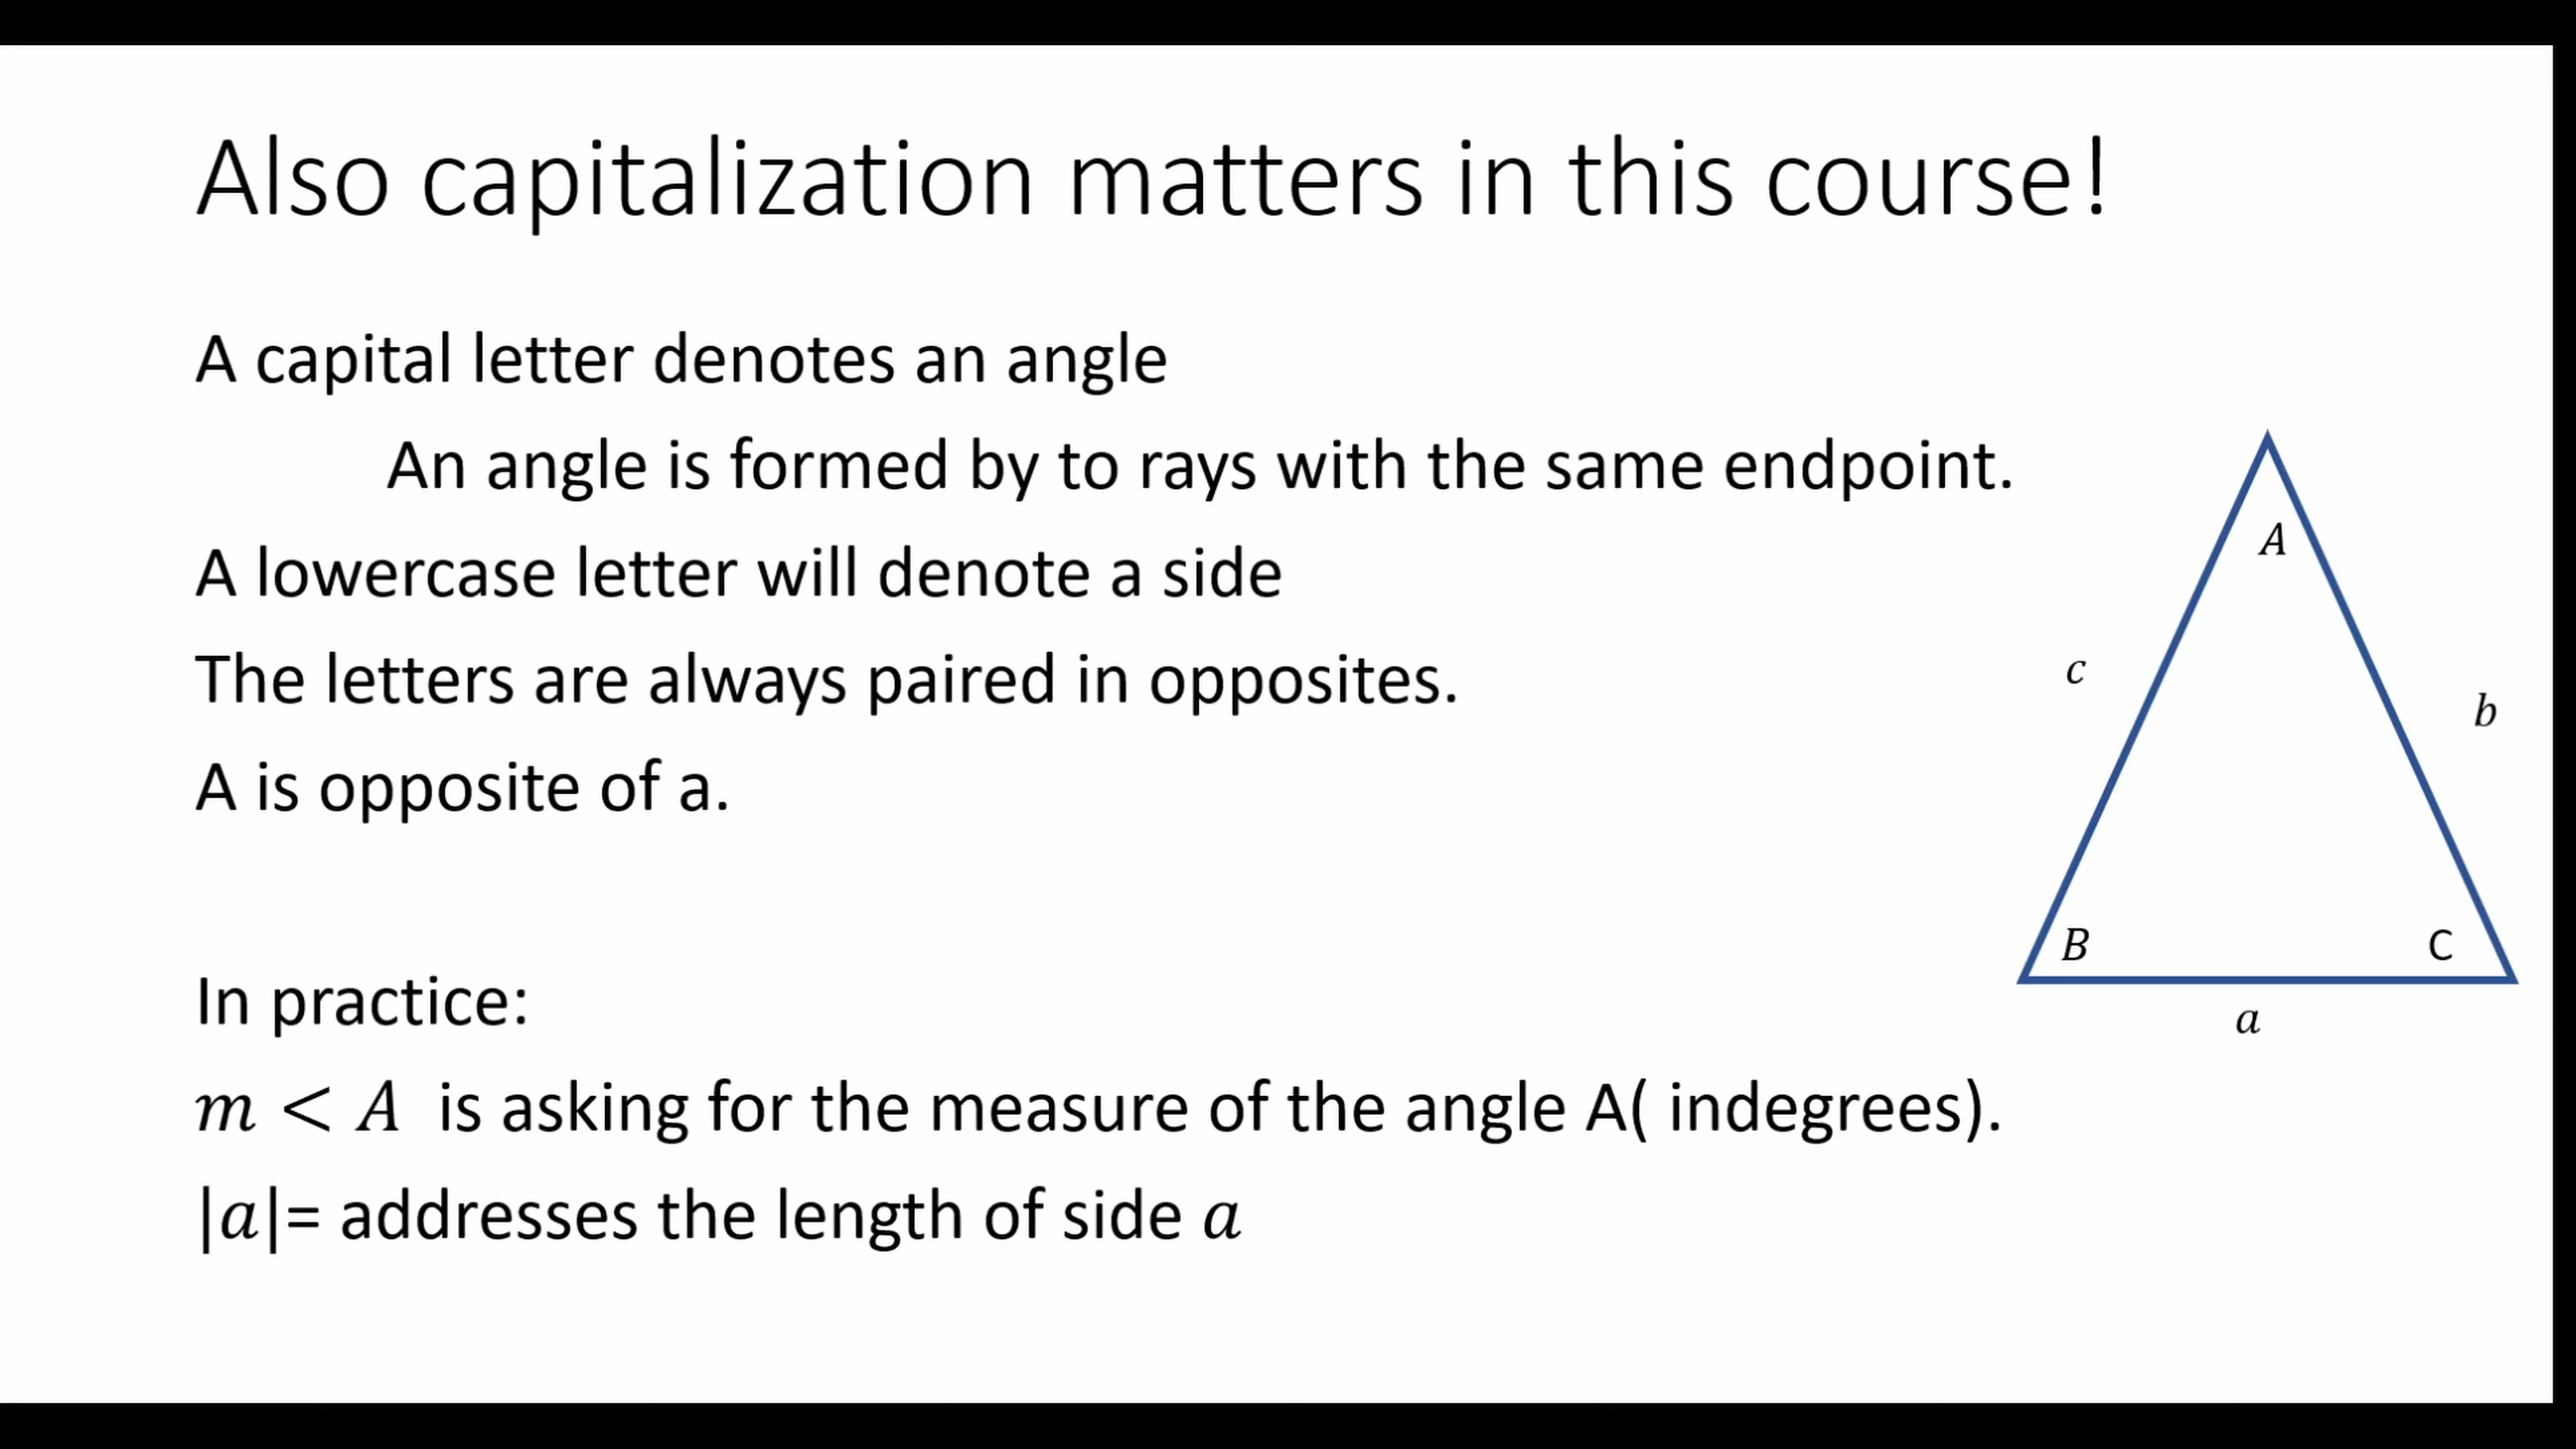 Also capitalization matters in this course!
A capital letter denotes an angle
An angle is formed by to rays with the same endpoint.
A lowercase letter will denote a side
The letters are always paired in opposites.
A is opposite of a.
In practice:
m < A is asking for the measure of the angle A( indegrees).
|a|= addresses the length of side a
A
c
b
B
C
a